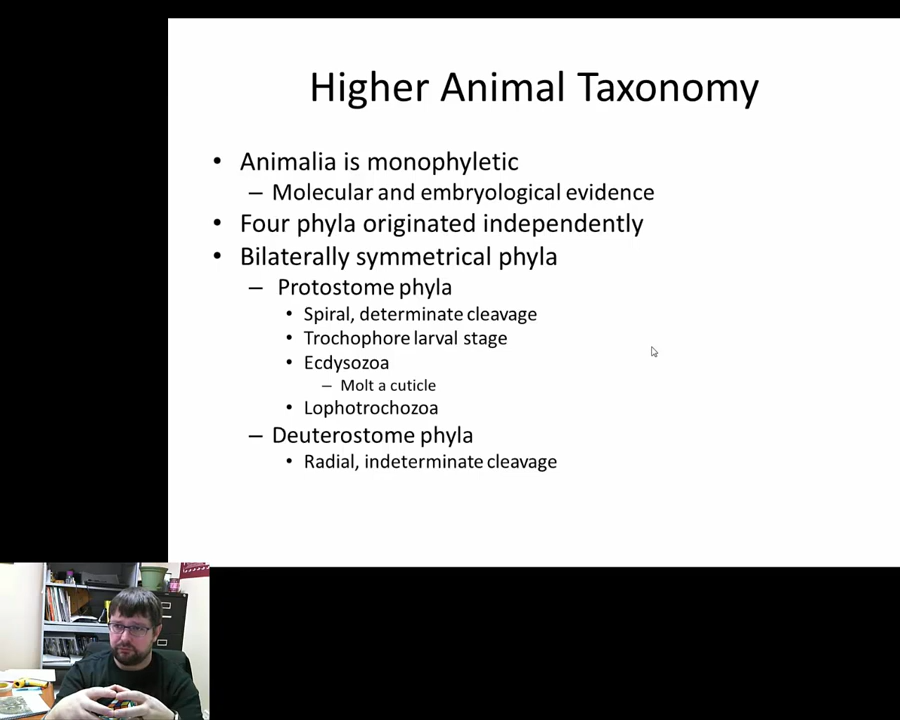 Higher Animal Taxonomy
• Animalia is monophyletic
– Molecular and embryological evidence
• Four phyla originated independently
• Bilaterally symmetrical phyla
– Protostome phyla
• Spiral, determinate cleavage
• Trochophore larval stage
• Ecdysozoa
– Molt a cuticle
• Lophotrochozoa
– Deuterostome phyla
• Radial, indeterminate cleavage